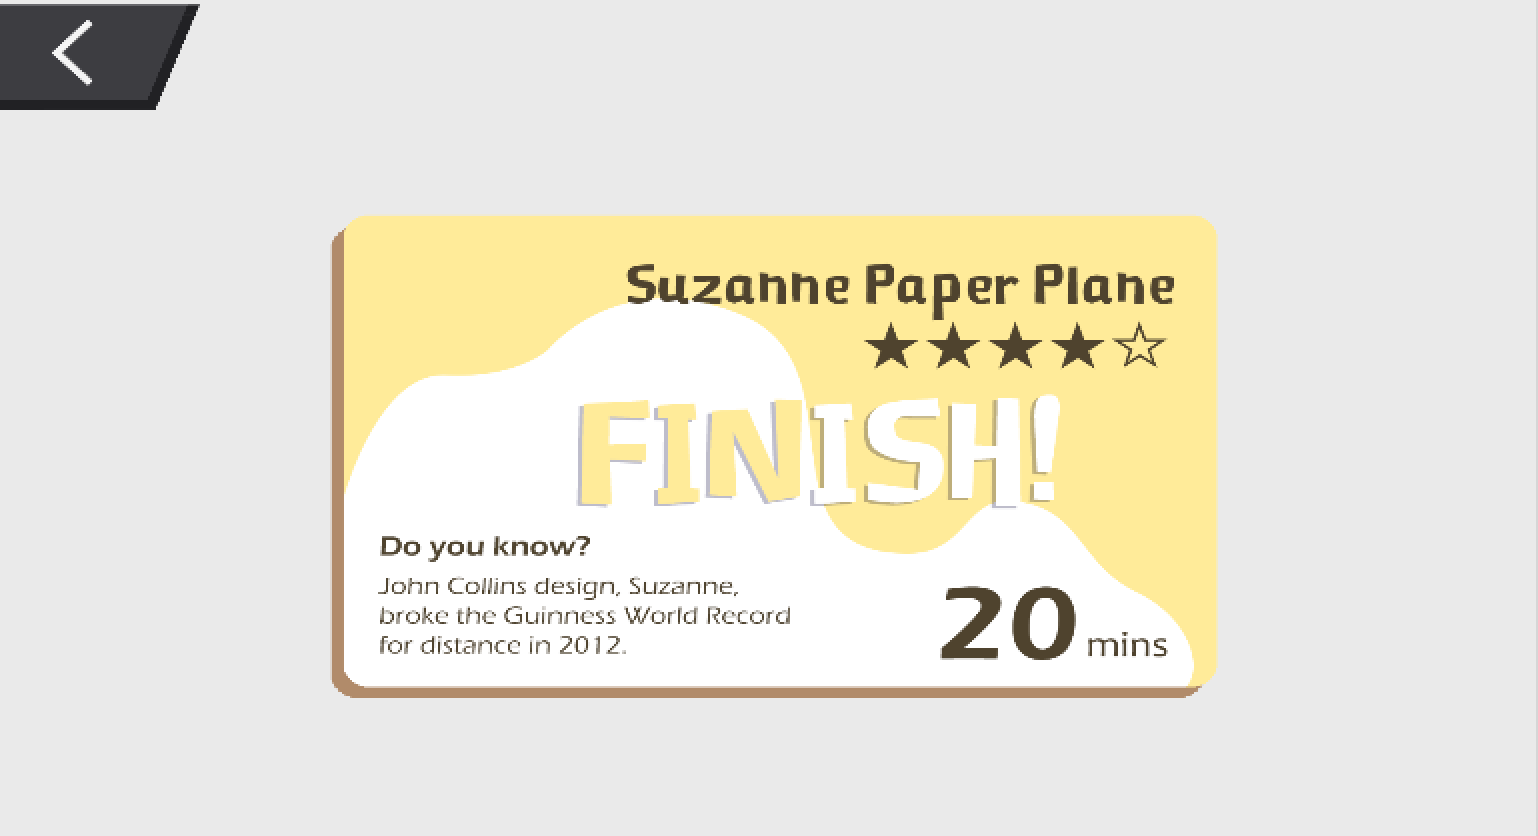 Suzanne Paper Plane
★★★★☆
FINISH!
Do you know?
John Collins design, Suzanne,
broke the Guinness World Record
for distance in 2012.
20 mins